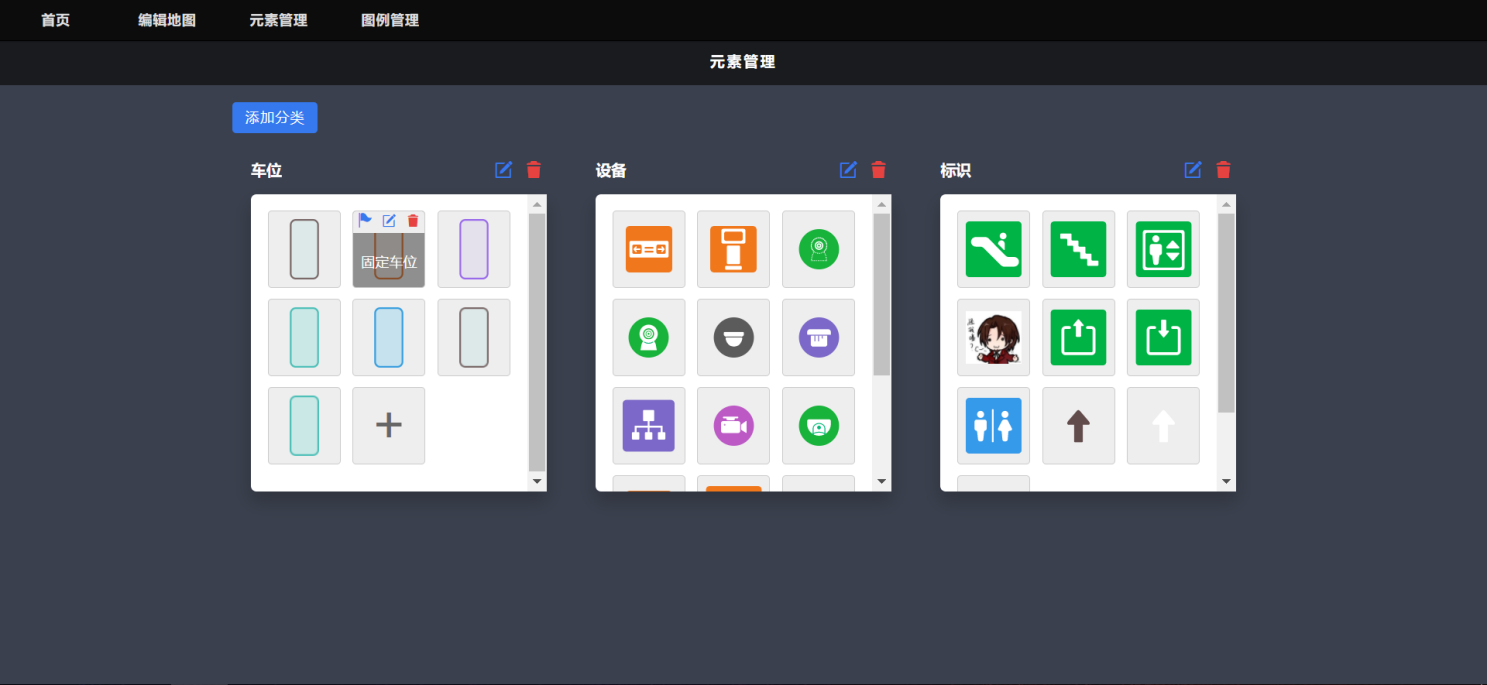 首页 编辑地图 元素管理 图例管理
元素管理
添加分类
车位 设备 标识
固定车位